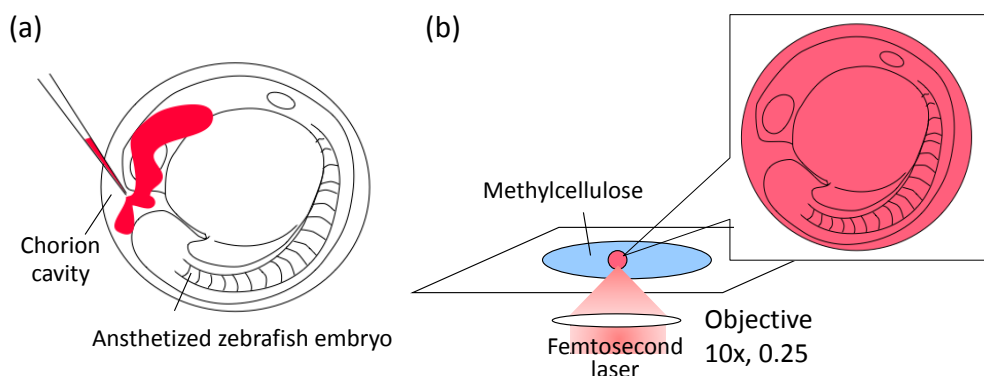 (a)
Chorion
cavity
Ansthetized zebrafish embryo
(b)
Methylcellulose
Femtosecond
laser
Objective
10x, 0.25